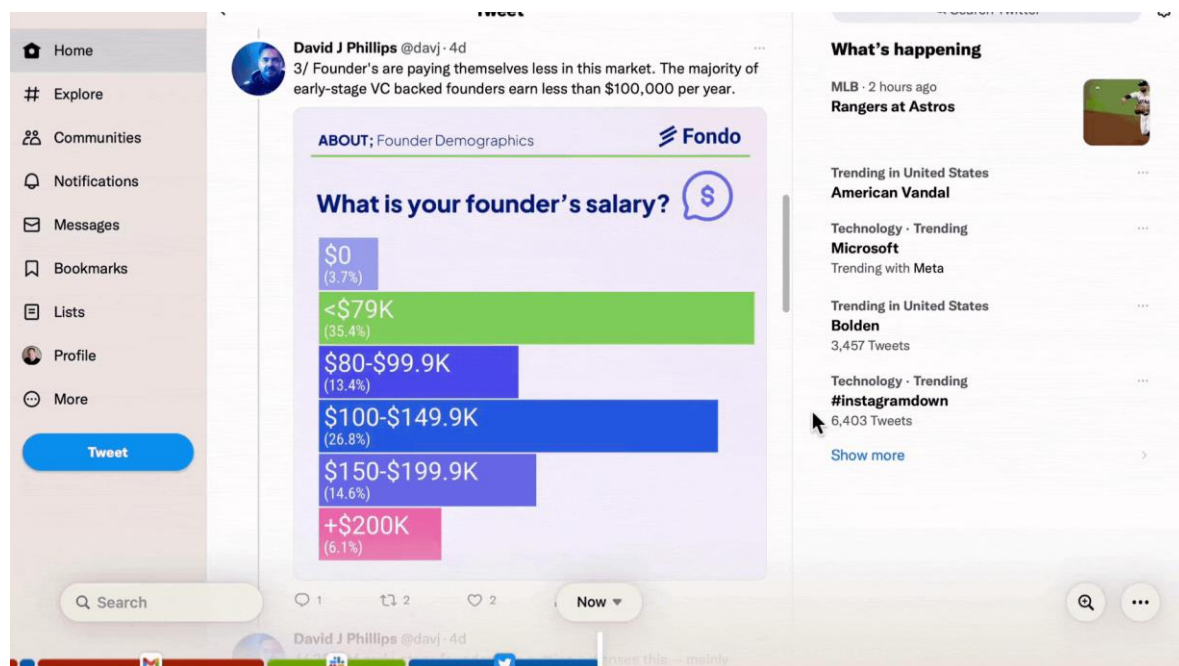 Tweet
Home
Explore
Communities
Notifications
Messages
Bookmarks
Lists
Profile
More
Tweet
Search
David J Phillips @davj · 4d
3/ Founder's are paying themselves less in this market. The majority of
early-stage VC backed founders earn less than $100,000 per year.
ABOUT; Founder Demographics
Fondo
What is your founder's salary?
$
$0
(3.7%)
<$79K
(35.4%)
$80-$99.9K
(13.4%)
$100-$149.9K
(26.8%)
$150-$199.9K
(14.6%)
+$200K
(6.1%)
1
2
2
Now
David J Phillips @davj · 4d
Search Twitter
What's happening
MLB · 2 hours ago
Rangers at Astros
Trending in United States
American Vandal
Technology · Trending
Microsoft
Trending with Meta
Trending in United States
Bolden
3,457 Tweets
Technology · Trending
#instagramdown
6,403 Tweets
Show more